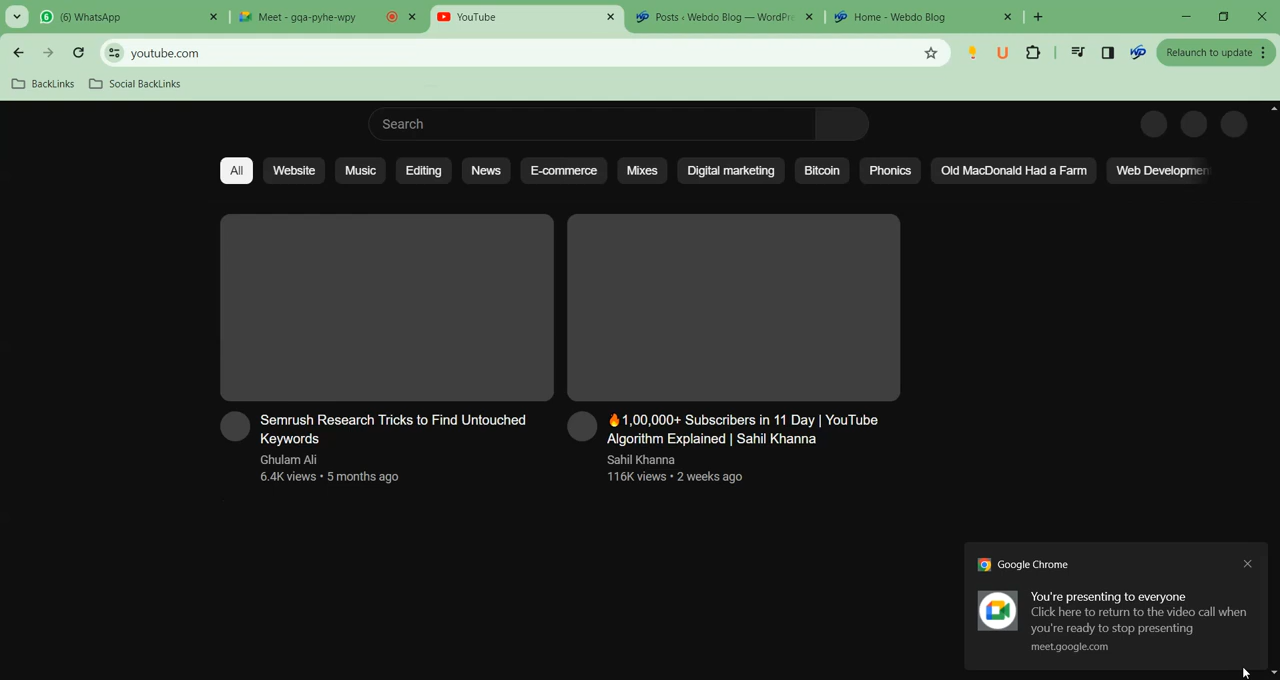 (6) WhatsApp
Meet - gqa-pyhe-wpy
YouTube
Posts ‹ Webdo Blog — WordPre
Home - Webdo Blog
youtube.com
Relaunch to update
BackLinks
Social BackLinks
Search
All
Website
Music
Editing
News
E-commerce
Mixes
Digital marketing
Bitcoin
Phonics
Old MacDonald Had a Farm
Web Developmen
Semrush Research Tricks to Find Untouched
Keywords
Ghulam Ali
6.4K views • 5 months ago
🔥1,00,000+ Subscribers in 11 Day | YouTube
Algorithm Explained | Sahil Khanna
Sahil Khanna
116K views • 2 weeks ago
Google Chrome
You're presenting to everyone
Click here to return to the video call when
you're ready to stop presenting
meet.google.com